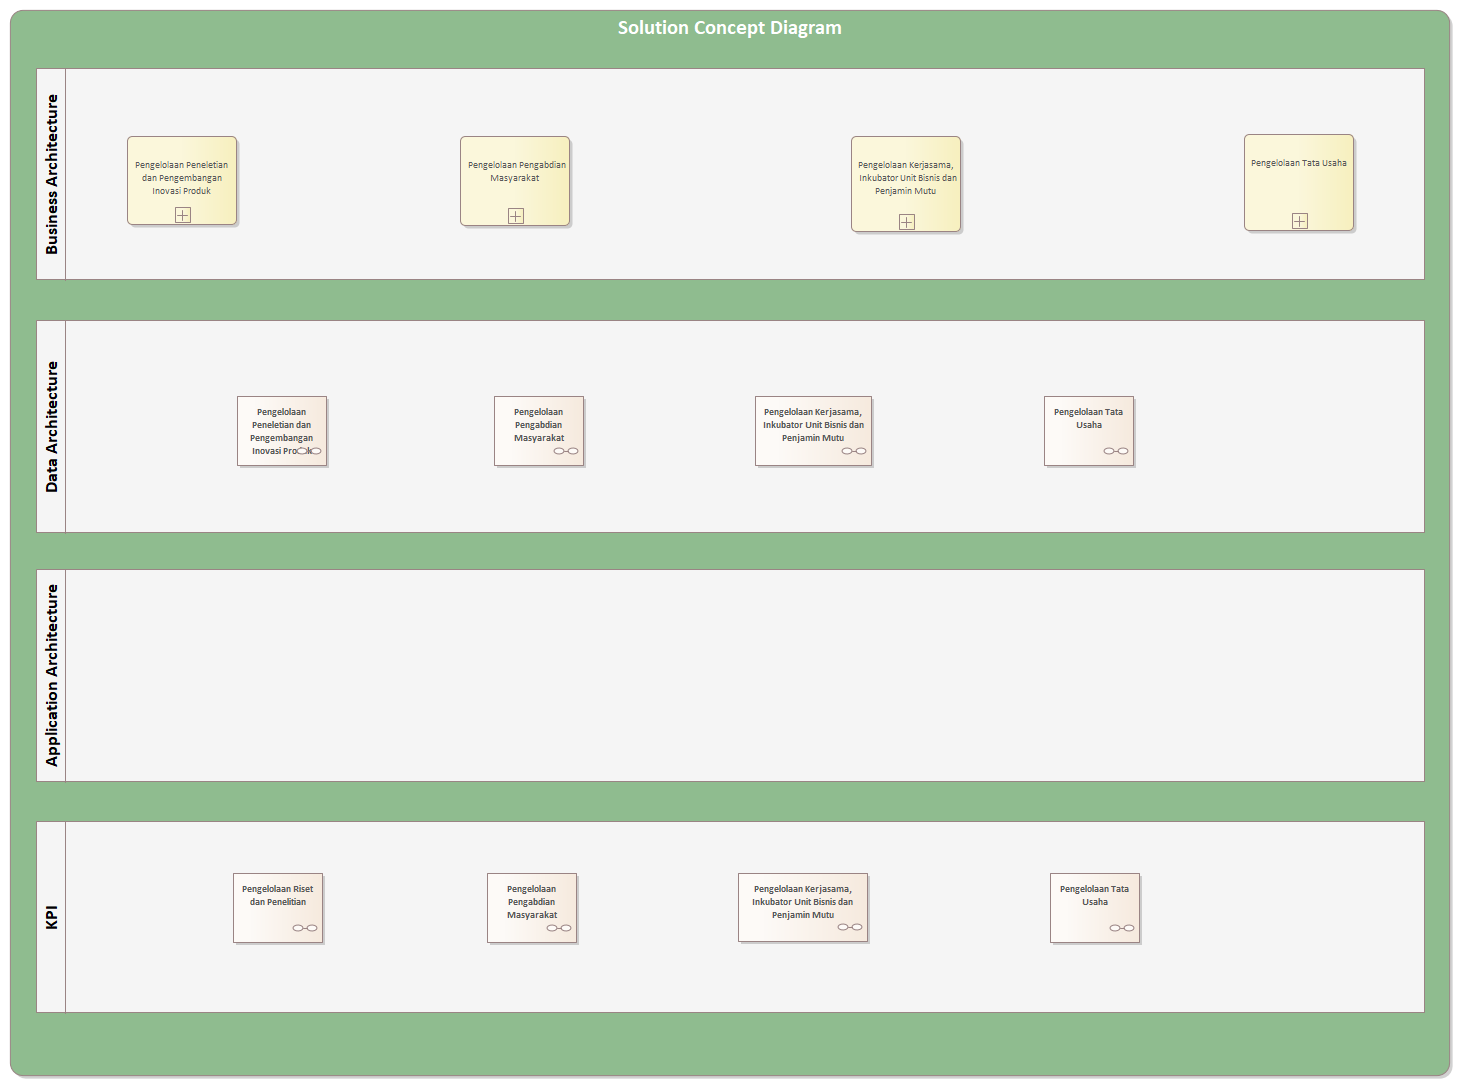 Solution Concept Diagram
Business Architecture
Pengelolaan Peneletian
dan Pengembangan
Inovasi Produk
Pengelolaan Pengabdian
Masyarakat
Pengelolaan Kerjasama,
Inkubator Unit Bisnis dan
Penjamin Mutu
Pengelolaan Tata Usaha
Data Architecture
Pengelolaan
Peneletian dan
Pengembangan
Inovasi Produk
Pengelolaan
Pengabdian
Masyarakat
Pengelolaan Kerjasama,
Inkubator Unit Bisnis dan
Penjamin Mutu
Pengelolaan Tata
Usaha
Application Architecture
KPI
Pengelolaan Riset
dan Penelitian
Pengelolaan
Pengabdian
Masyarakat
Pengelolaan Kerjasama,
Inkubator Unit Bisnis dan
Penjamin Mutu
Pengelolaan Tata
Usaha